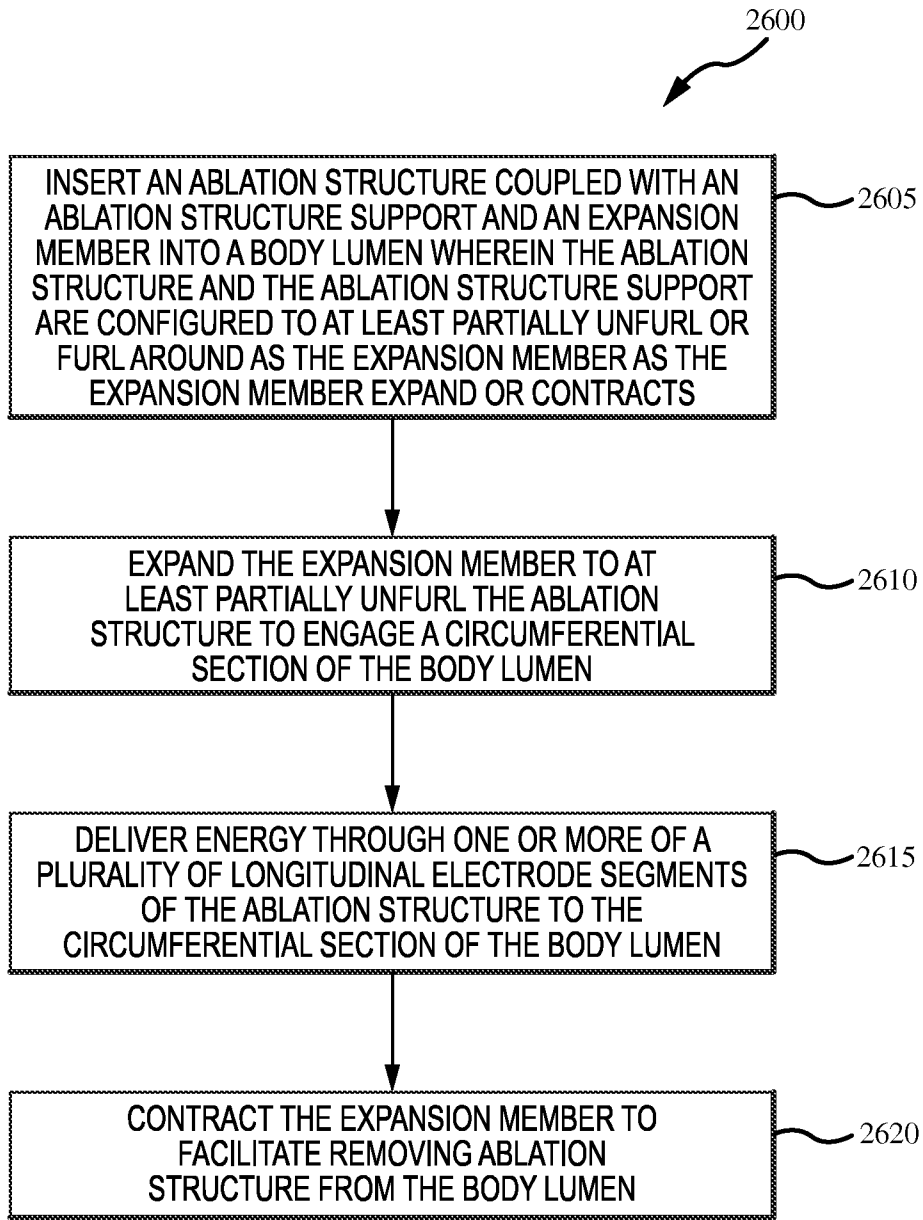 2600
INSERT AN ABLATION STRUCTURE COUPLED WITH AN
ABLATION STRUCTURE SUPPORT AND AN EXPANSION
MEMBER INTO A BODY LUMEN WHEREIN THE ABLATION
STRUCTURE AND THE ABLATION STRUCTURE SUPPORT
ARE CONFIGURED TO AT LEAST PARTIALLY UNFURL OR
FURL AROUND AS THE EXPANSION MEMBER AS THE
EXPANSION MEMBER EXPAND OR CONTRACTS
2605
EXPAND THE EXPANSION MEMBER TO AT
LEAST PARTIALLY UNFURL THE ABLATION
STRUCTURE TO ENGAGE A CIRCUMFERENTIAL
SECTION OF THE BODY LUMEN
2610
DELIVER ENERGY THROUGH ONE OR MORE OF A
PLURALITY OF LONGITUDINAL ELECTRODE SEGMENTS
OF THE ABLATION STRUCTURE TO THE
CIRCUMFERENTIAL SECTION OF THE BODY LUMEN
2615
CONTRACT THE EXPANSION MEMBER TO
FACILITATE REMOVING ABLATION
STRUCTURE FROM THE BODY LUMEN
2620